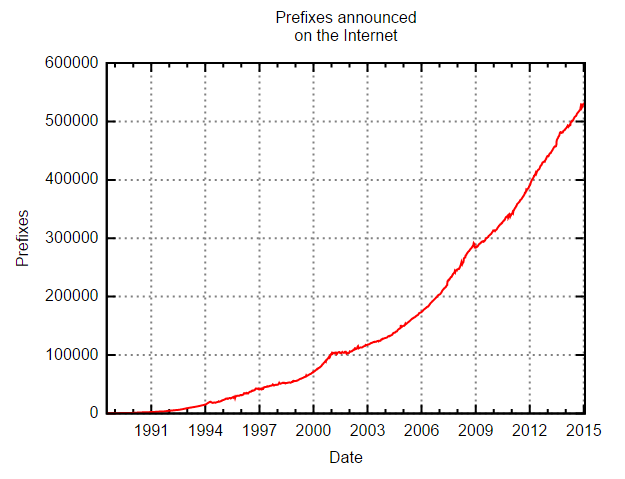 Prefixes announced
on the Internet
600000
500000
400000
300000
200000
100000
0
Prefixes
1991 1994 1997 2000 2003 2006 2009 2012 2015
Date